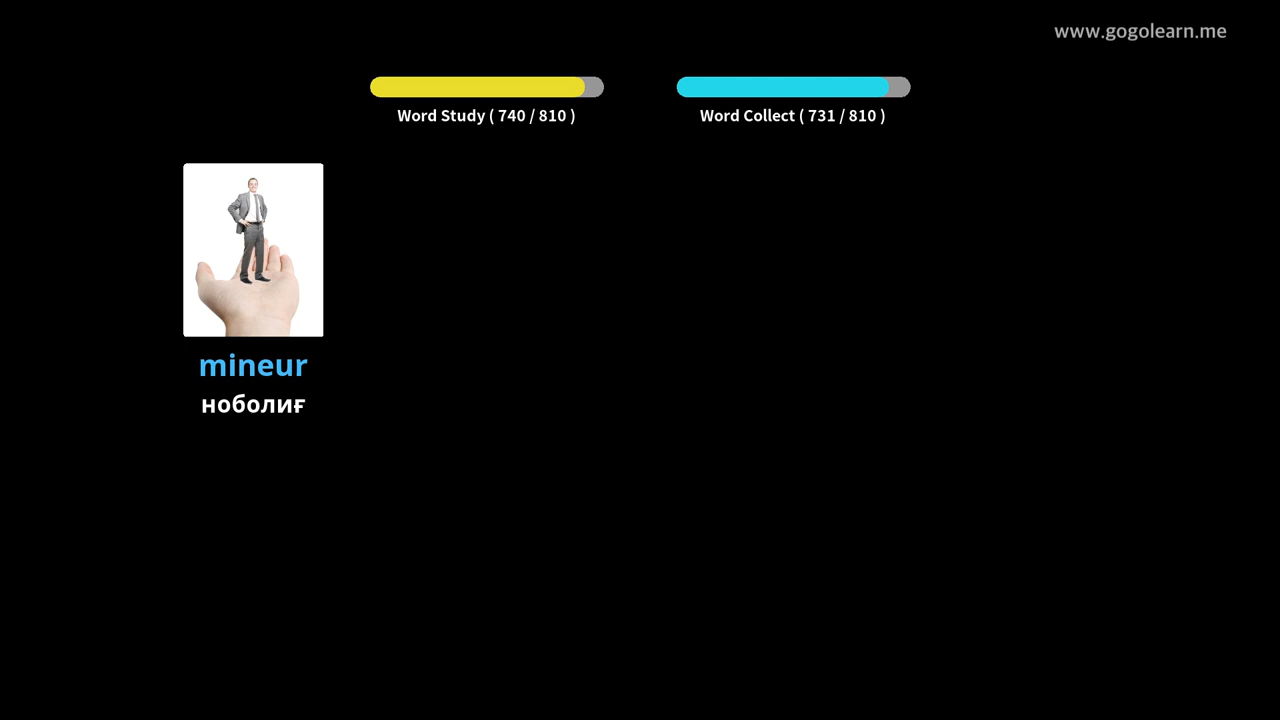 www.gogolearn.me
Word Study ( 740 / 810 )
Word Collect ( 731 / 810 )
mineur
ноболиғ